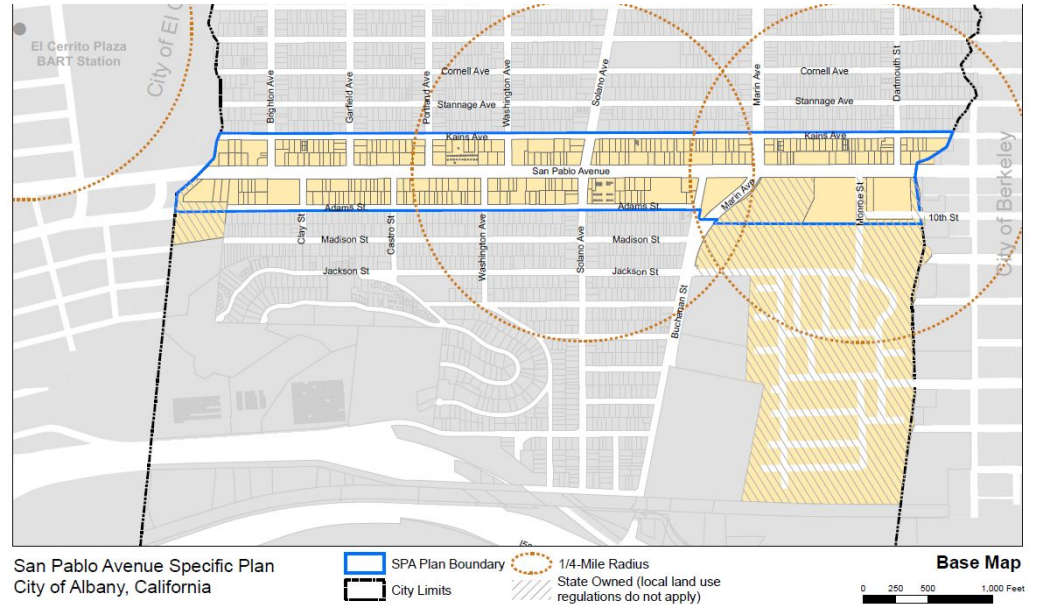 El Cerrito Plaza
BART Station
City of El C
Brighton Ave
Garfield Ave
Portland Ave
Washington Ave
Solano Ave
Marin Ave
Dartmouth St
Cornell Ave
Cornell Ave
Stannage Ave
Stannage Ave
Kains Ave
Kains Ave
San Pablo Avenue
Adams St
Adams St
Marin Ave
Monroe St
10th St
City of Berkeley
Clay St
Castro St
Washington Ave
Solano Ave
Madison St
Madison St
Jackson St
Jackson St
Buchanan St
San Pablo Avenue Specific Plan
City of Albany, California
SPA Plan Boundary
City Limits
1/4-Mile Radius
State Owned (local land use
regulations do not apply)
Base Map
0 250 500 1,000 Feet